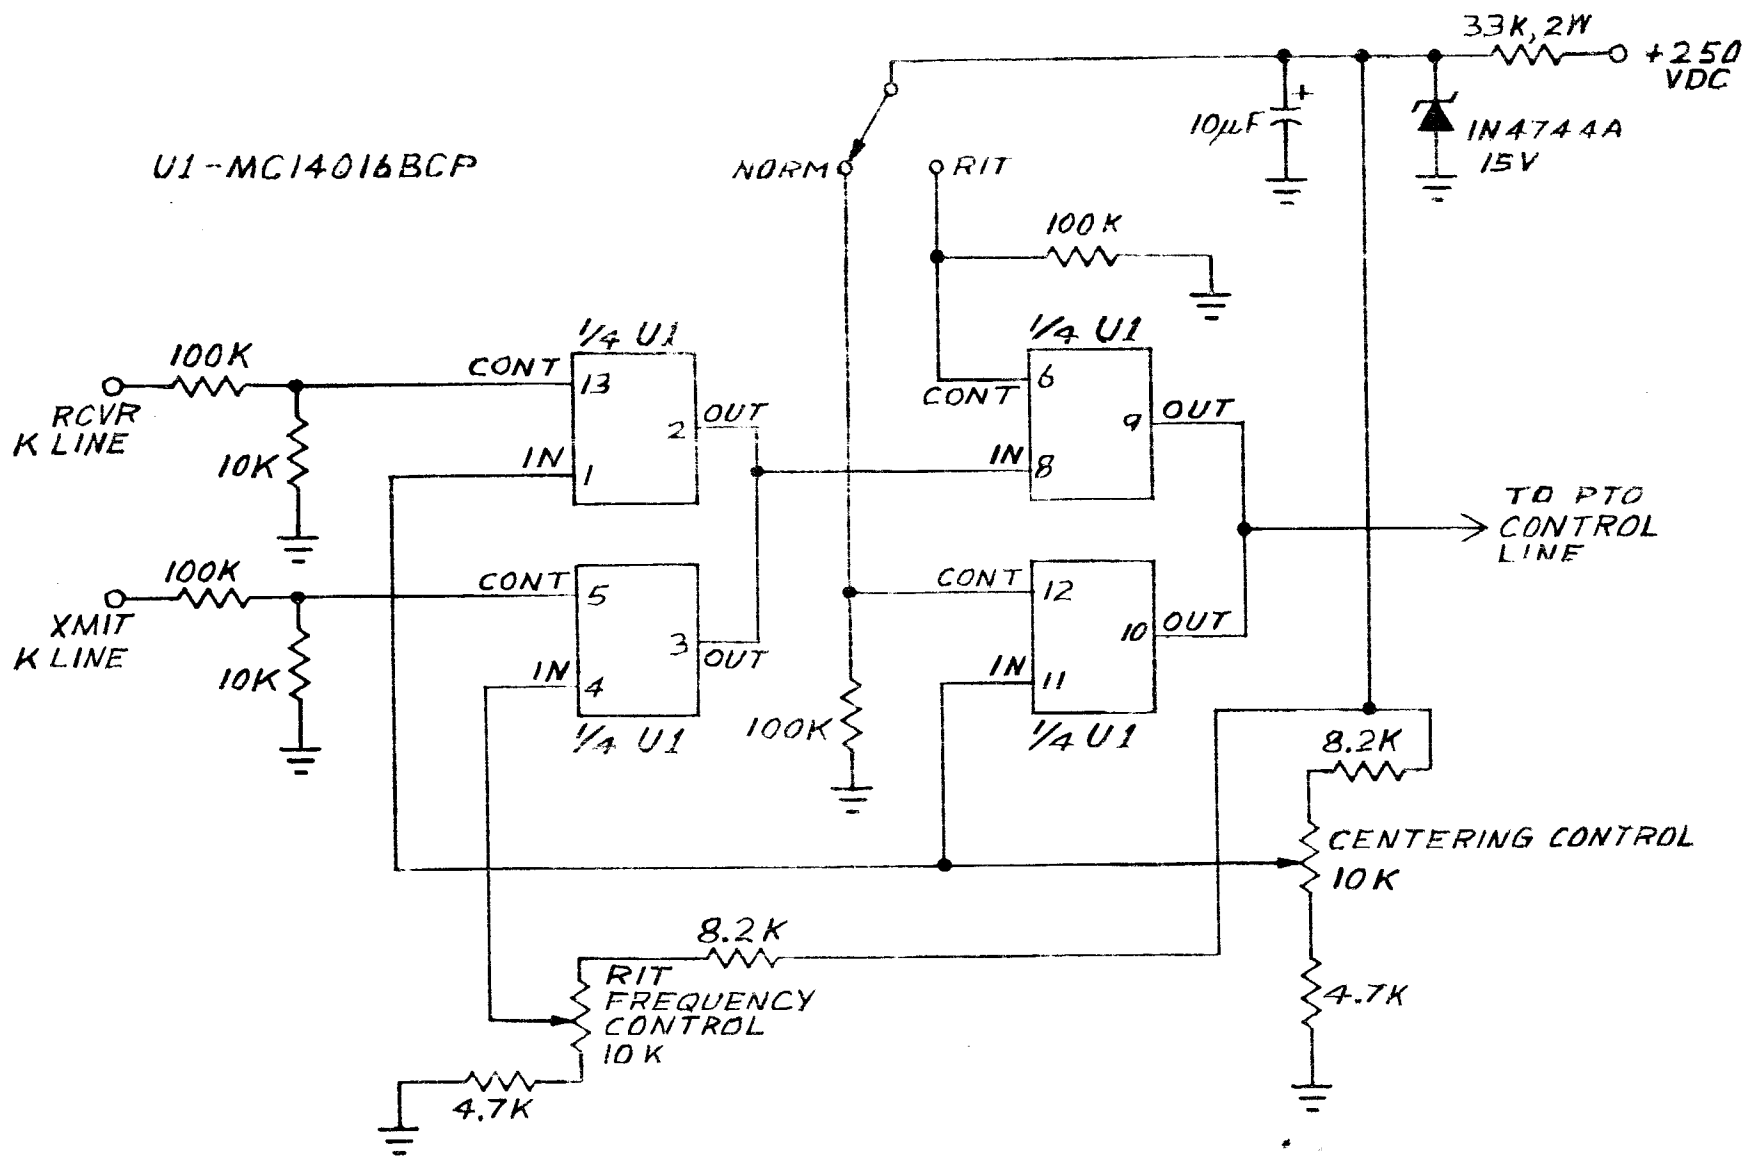 33K, 2W
+250
VDC
10µF
+
1N4744A
15V
U1-MC14016BCP
NORM
RIT
100K
1/4 U1
1/4 U1
100K
CONT
13
6
CONT
RCVR
K LINE
OUT
2
OUT
9
10K
IN
1
IN
8
TO PTO
CONTROL
LINE
100K
CONT
5
CONT
12
XMIT
K LINE
3
OUT
10
OUT
10K
IN
4
IN
11
1/4 U1
100K
1/4 U1
8.2K
CENTERING CONTROL
10K
8.2K
RIT
FREQUENCY
CONTROL
10K
4.7K
4.7K